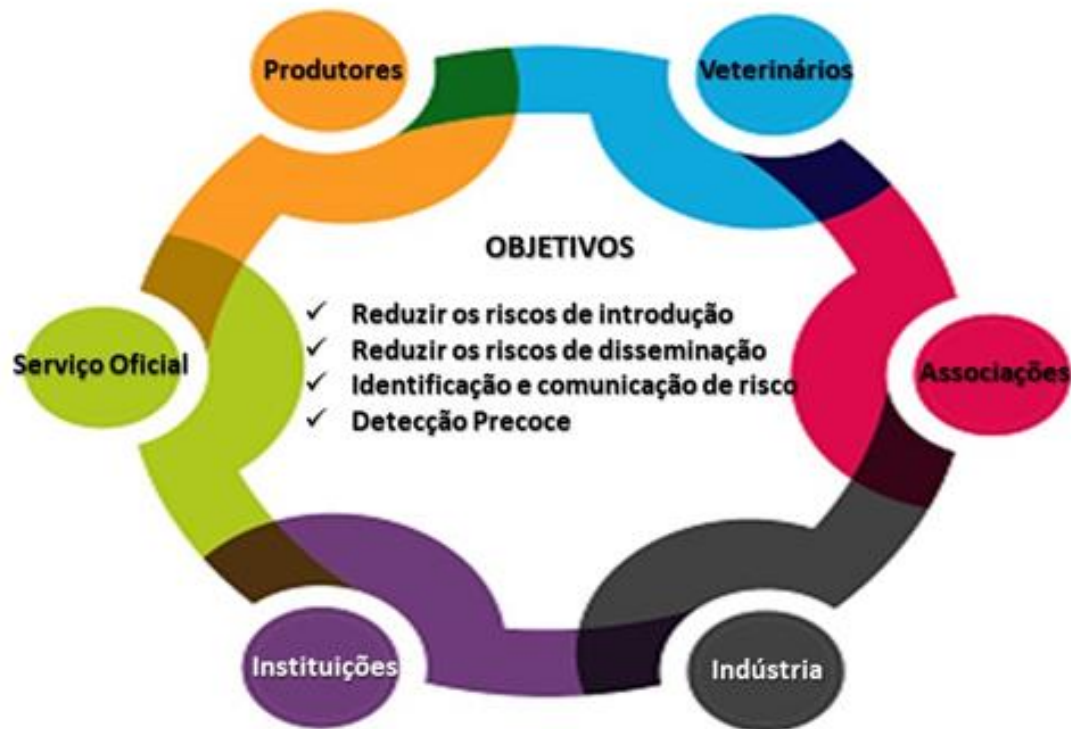 Produtores
Veterinários
OBJETIVOS
✓ Reduzir os riscos de introdução
✓ Reduzir os riscos de disseminação
✓ Identificação e comunicação de risco
✓ Detecção Precoce
Serviço Oficial
Associações
Instituições
Indústria